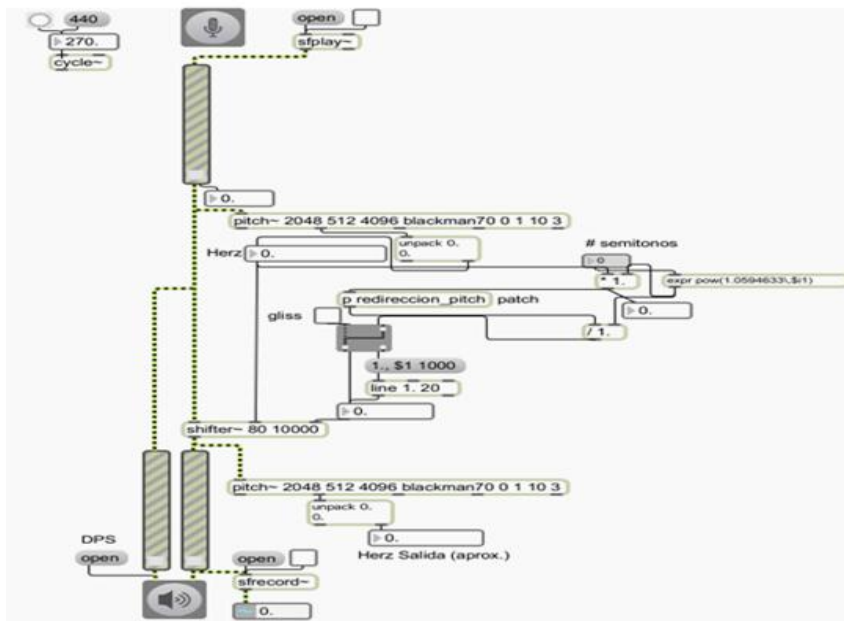 440
open
270.
sfplay~
cycle~
0.
pitch~ 2048 512 4096 blackman70 0 1 10 3
Herz
0.
unpack 0.
0.
# semitonos
0
* 1.
expr pow(1.0594633\,$i1)
p redireccion_pitch
patch
0.
gliss
/ 1.
1., $1 1000
line 1. 20
0.
shifter~ 80 10000
pitch~ 2048 512 4096 blackman70 0 1 10 3
unpack 0.
0.
0.
DPS
Herz Salida (aprox.)
open
open
sfrecord~
0.